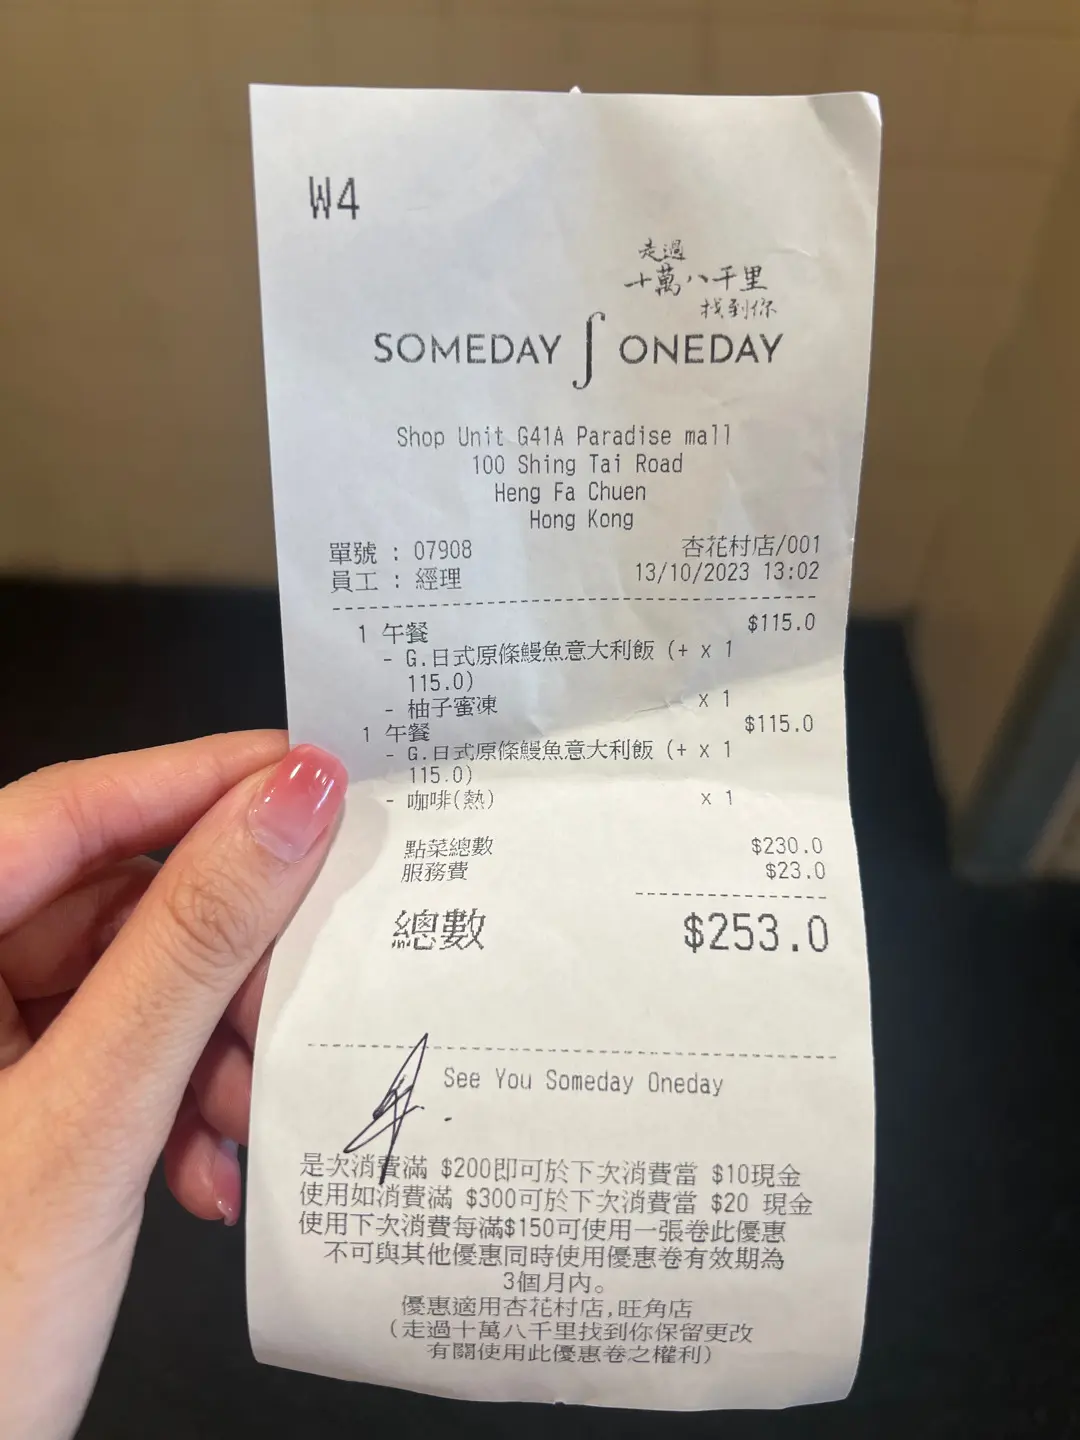 W4
走過
十萬八千里
找到你
SOMEDAY ∫ ONEDAY
Shop Unit G41A Paradise mall
100 Shing Tai Road
Heng Fa Chuen
Hong Kong
單號 : 07908 杏花村店/001
員工 : 經理 13/10/2023 13:02
1 午餐 $115.0
- G.日式原條鰻魚意大利飯 (+ x 1
115.0)
- 柚子蜜凍 x 1
1 午餐 $115.0
- G.日式原條鰻魚意大利飯 (+ x 1
115.0)
- 咖啡(熱) x 1
點菜總數 $230.0
服務費 $23.0
總數 $253.0
See You Someday Oneday
是次消費滿 $200即可於下次消費當 $10現金
使用如消費滿 $300可於下次消費當 $20 現金
使用下次消費每滿$150可使用一張卷此優惠
不可與其他優惠同時使用優惠卷有效期為
3個月內。
優惠適用杏花村店,旺角店
(走過十萬八千里找到你保留更改
有關使用此優惠卷之權利)